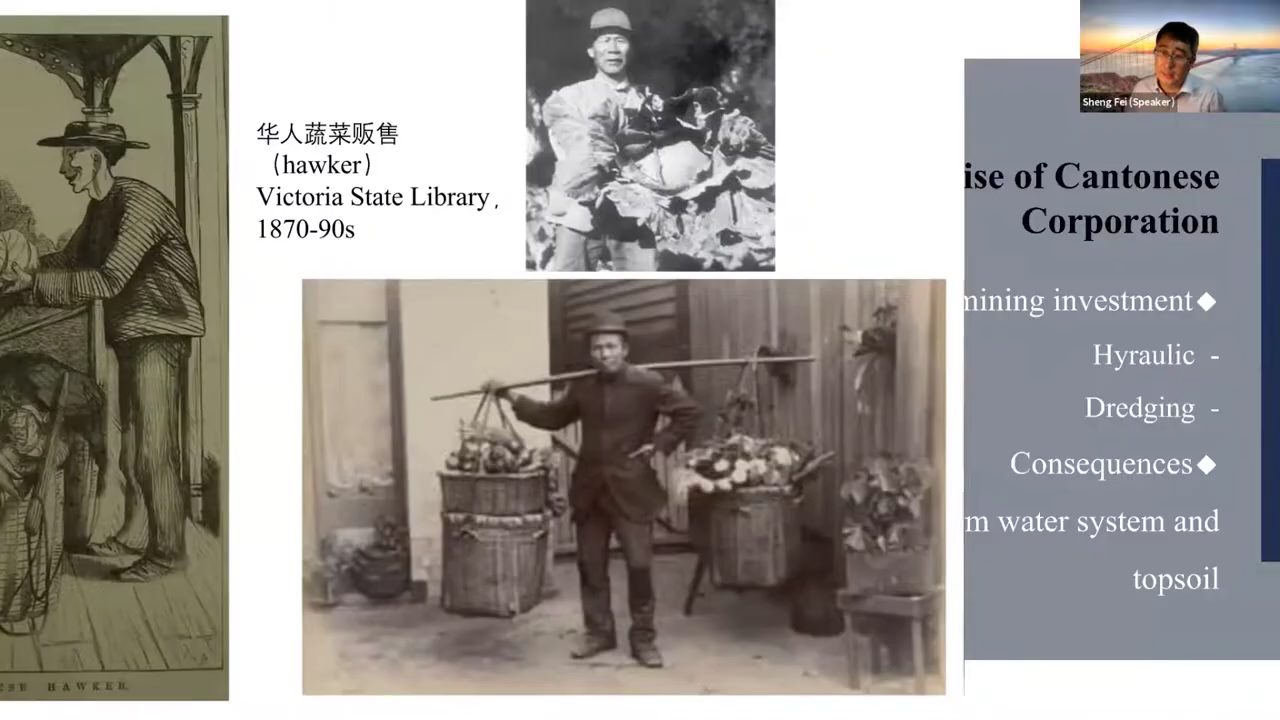 华人蔬菜贩售
（hawker）
Victoria State Library，
1870-90s
HAWKER.
Sheng Fei (Speaker)
ise of Cantonese
Corporation
mining investment◆
Hyraulic -
Dredging -
Consequences◆
m water system and
topsoil